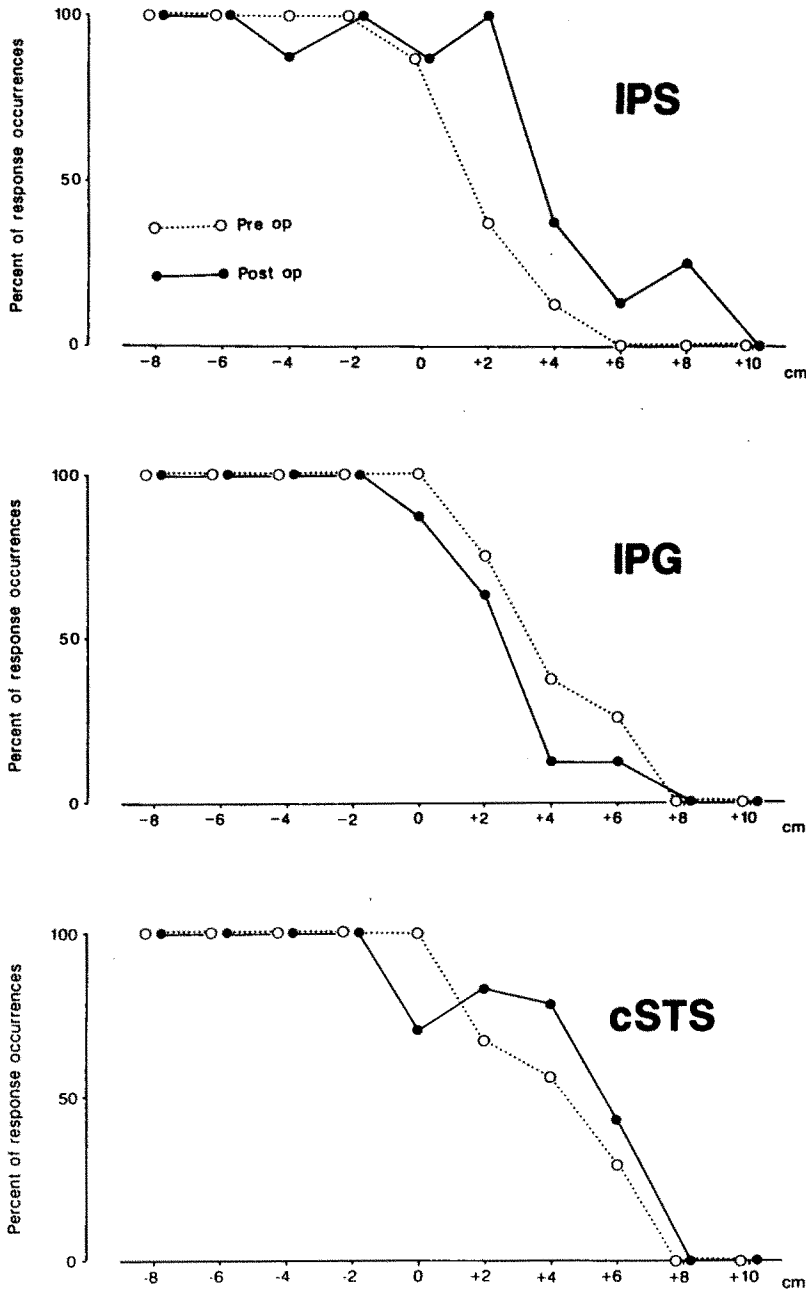 Percent of response occurrences
100
50
0
IPS
Pre op
Post op
-8 -6 -4 -2 0 +2 +4 +6 +8 +10 cm
Percent of response occurrences
100
50
0
IPG
-8 -6 -4 -2 0 +2 +4 +6 +8 +10 cm
Percent of response occurrences
100
50
0
cSTS
-8 -6 -4 -2 0 +2 +4 +6 +8 +10 cm